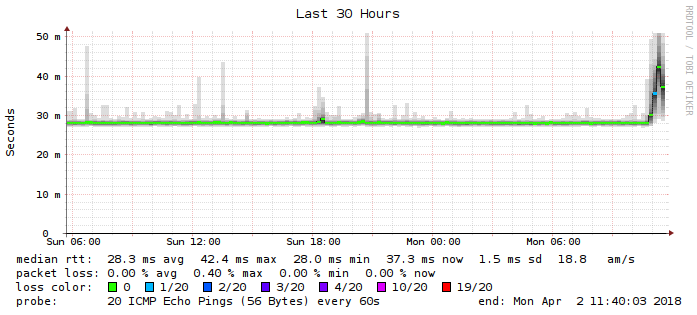 Last 30 Hours
RRDTOOL / TOBI OETIKER
Seconds
50 m
40 m
30 m
20 m
10 m
0
Sun 06:00 Sun 12:00 Sun 18:00 Mon 00:00 Mon 06:00
median rtt: 28.3 ms avg 42.4 ms max 28.0 ms min 37.3 ms now 1.5 ms sd 18.8 am/s
packet loss: 0.00 % avg 0.40 % max 0.00 % min 0.00 % now
loss color: 0 1/20 2/20 3/20 4/20 10/20 19/20
probe: 20 ICMP Echo Pings (56 Bytes) every 60s end: Mon Apr 2 11:40:03 2018